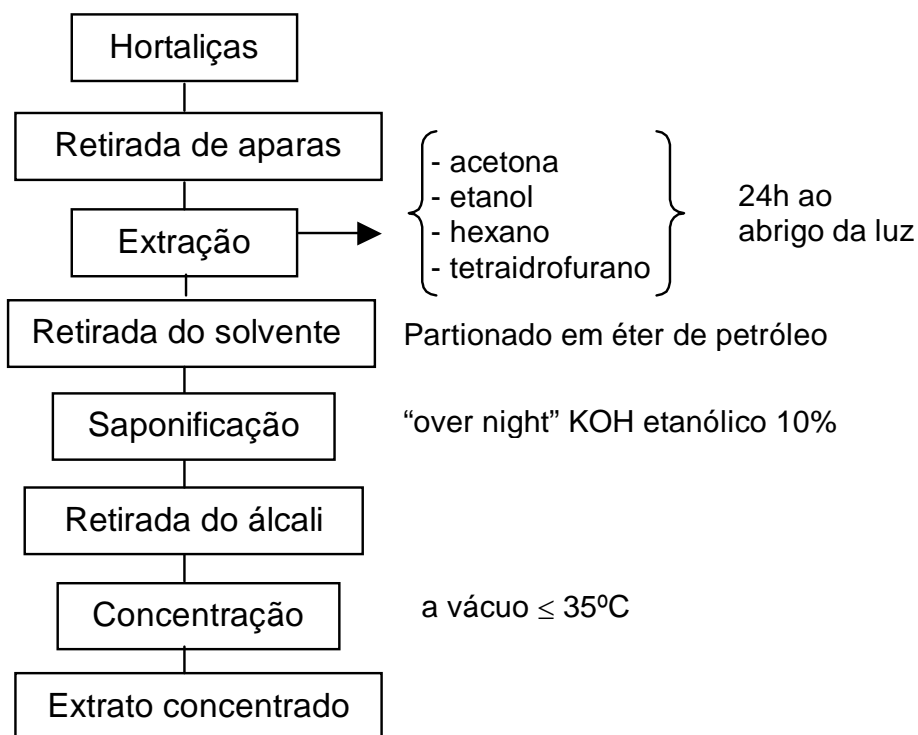 Hortaliças
Retirada de aparas
- acetona
- etanol
- hexano
- tetraidrofurano
24h ao
abrigo da luz
Extração
Retirada do solvente
Partionado em éter de petróleo
Saponificação
“over night” KOH etanólico 10%
Retirada do álcali
Concentração
a vácuo ≤ 35ºC
Extrato concentrado